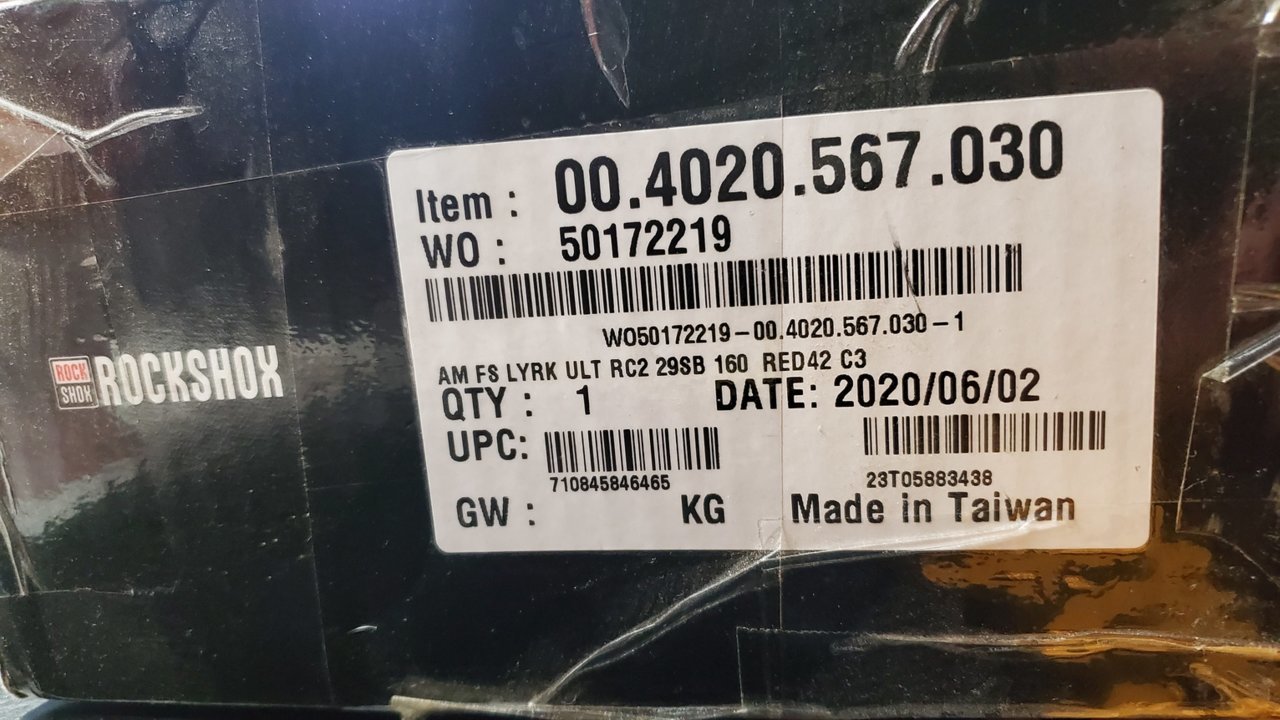 Item : 00.4020.567.030
WO : 50172219
WO50172219-00.4020.567.030-1
AM FS LYRK ULT RC2 29SB 160 RED42 C3
QTY : 1 DATE: 2020/06/02
UPC:
710845846465 23T05883438
GW : KG Made in Taiwan
ROCK
SHOX
ROCKSHOX